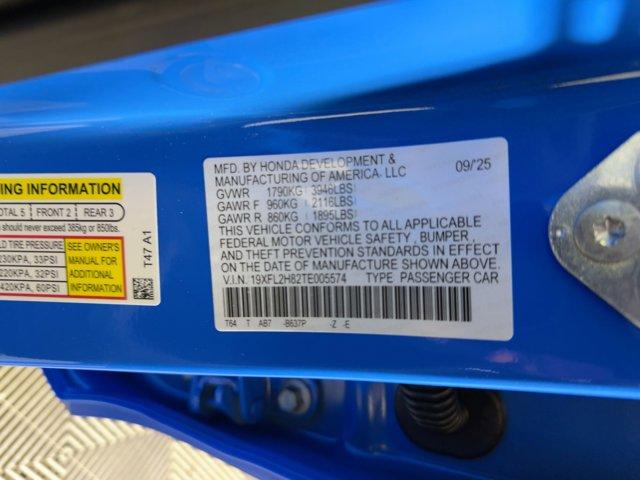 NG INFORMATION
OTAL 5 FRONT 2 REAR 3
should never exceed 385kg or 850lbs.
LD TIRE PRESSURE
230KPA, 33PSI
220KPA, 32PSI
420KPA, 60PSI
SEE OWNER'S
MANUAL FOR
ADDITIONAL
INFORMATION
T47 A1
MFD. BY HONDA DEVELOPMENT & 09/'25
MANUFACTURING OF AMERICA, LLC
GVWR 1790KG 3946LBS
GAWR F 960KG 2116LBS
GAWR R 860KG 1895LBS
THIS VEHICLE CONFORMS TO ALL APPLICABLE
FEDERAL MOTOR VEHICLE SAFETY, BUMPER,
AND THEFT PREVENTION STANDARDS IN EFFECT
ON THE DATE OF MANUFACTURE SHOWN ABOVE.
V.I.N. 19XFL2H82TE005574 TYPE PASSENGER CAR
T64 T AB7 -B637P -Z -E